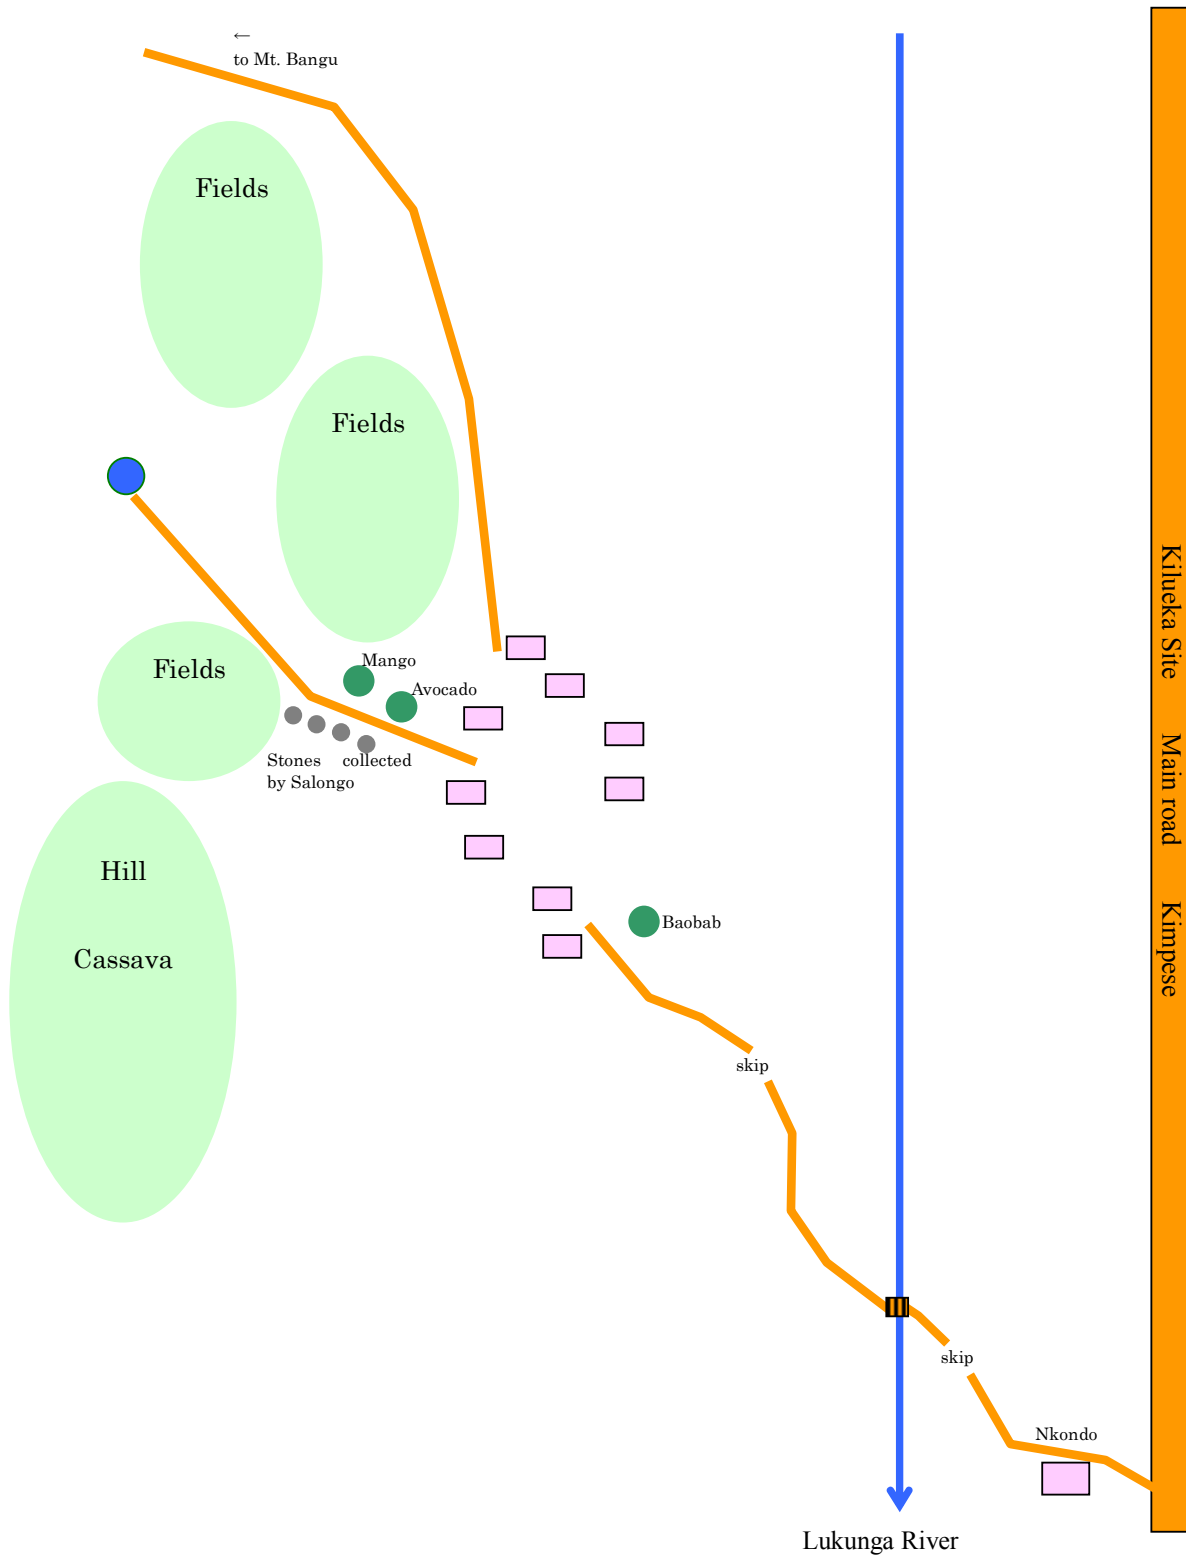 ←
to Mt. Bangu
Fields
Fields
Fields
Mango
Avocado
Stones collected
by Salongo
Hill
Cassava
Baobab
skip
skip
Nkondo
Lukunga River
Kilueka Site Main road Kimpese